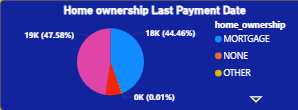 Home ownership Last Payment Date
19K (47.58%)
18K (44.46%)
0K (0.01%)
home_ownership
MORTGAGE
NONE
OTHER